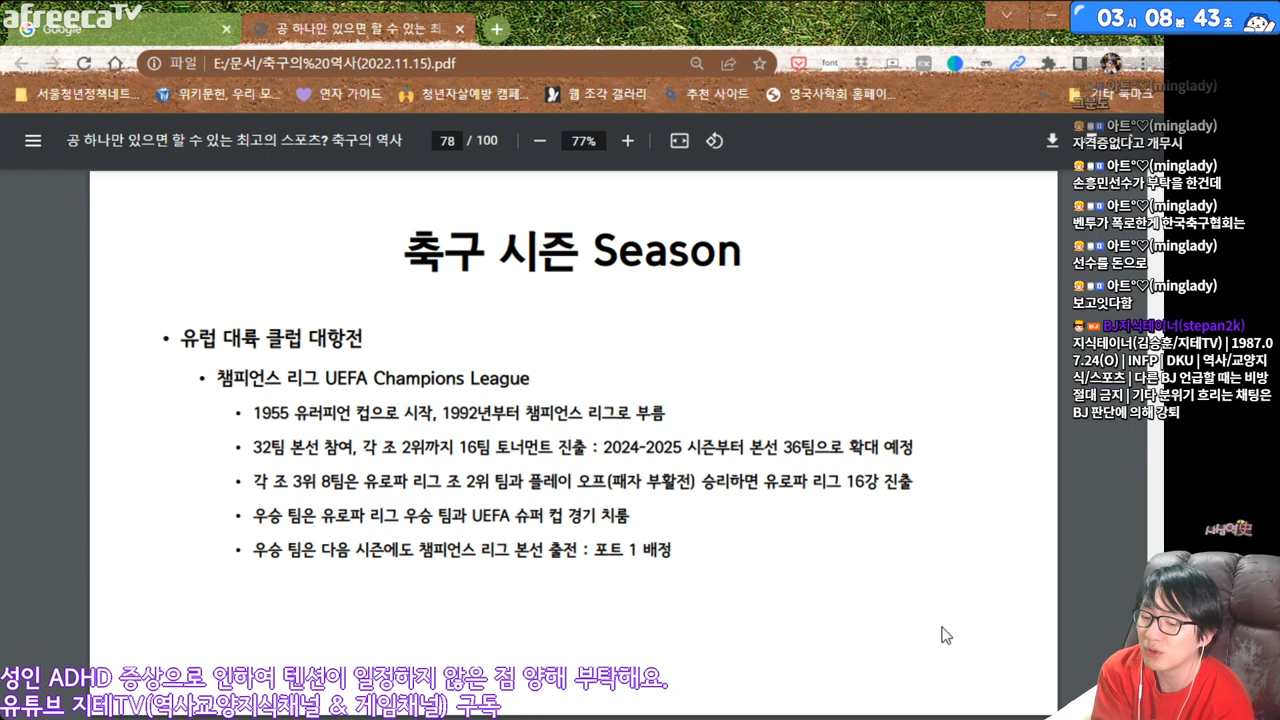 afreecaTV
Google
공 하나만 있으면 할 수 있는 최
03시 08분 43초
파일 E:/문서/축구의%20역사(2022.11.15).pdf
서울청년정책네트...
위키문헌, 우리 모...
연자 가이드
청년자살예방 캠페...
웹 조각 갤러리
추천 사이트
영국사학회 홈페이...
기타 북마크
공 하나만 있으면 할 수 있는 최고의 스포츠? 축구의 역사
78 / 100
77%
축구 시즌 Season
• 유럽 대륙 클럽 대항전
• 챔피언스 리그 UEFA Champions League
• 1955 유러피언 컵으로 시작, 1992년부터 챔피언스 리그로 부름
• 32팀 본선 참여, 각 조 2위까지 16팀 토너먼트 진출 : 2024-2025 시즌부터 본선 36팀으로 확대 예정
• 각 조 3위 8팀은 유로파 리그 조 2위 팀과 플레이 오프(패자 부활전) 승리하면 유로파 리그 16강 진출
• 우승 팀은 유로파 리그 우승 팀과 UEFA 슈퍼 컵 경기 치룸
• 우승 팀은 다음 시즌에도 챔피언스 리그 본선 출전 : 포트 1 배정
아트°♡(minglady)
그분도
아트°♡(minglady)
자격증없다고 개무시
아트°♡(minglady)
손흥민선수가 부탁을 한건데
아트°♡(minglady)
벤투가 폭로한게 한국축구협회는
아트°♡(minglady)
선수를 돈으로
아트°♡(minglady)
보고잇다함
BJ지식테이너(stepan2k)
지식테이너(김승훈/지테TV) | 1987.0
7.24(O) | INFP | DKU | 역사/교양지
식/스포츠 | 다른 BJ 언급할 때는 비방
절대 금지 | 기타 분위기 흐리는 채팅은
BJ 판단에 의해 강퇴
성인 ADHD 증상으로 인하여 텐션이 일정하지 않은 점 양해 부탁해요.
유튜브 지테TV(역사교양지식채널 & 게임채널) 구독